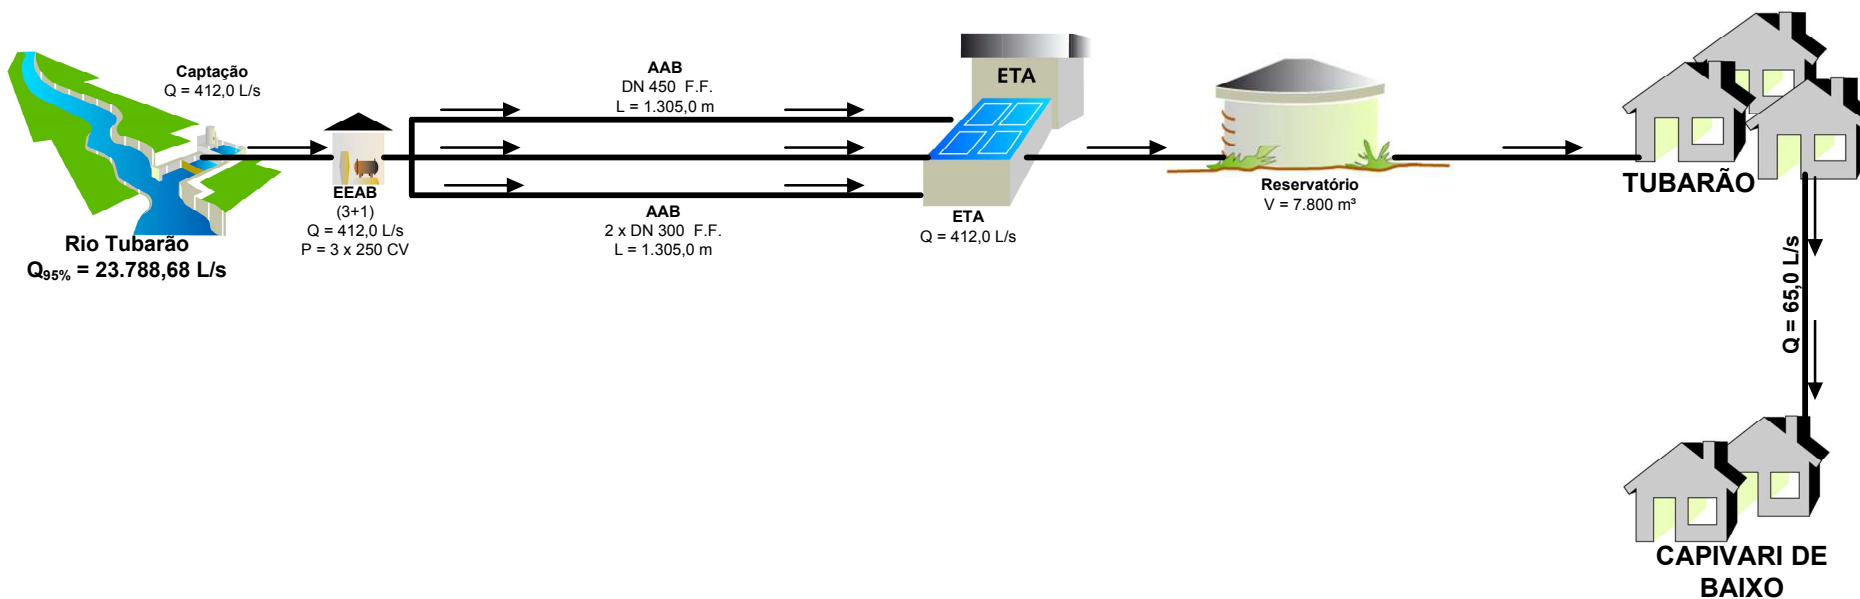 Captação
Q = 412,0 L/s
Rio Tubarão
Q95% = 23.788,68 L/s
EEAB
(3+1)
Q = 412,0 L/s
P = 3 x 250 CV
AAB
DN 450 F.F.
L = 1.305,0 m
AAB
2 x DN 300 F.F.
L = 1.305,0 m
ETA
ETA
Q = 412,0 L/s
Reservatório
V = 7.800 m³
TUBARÃO
Q = 65,0 L/s
CAPIVARI DE
BAIXO